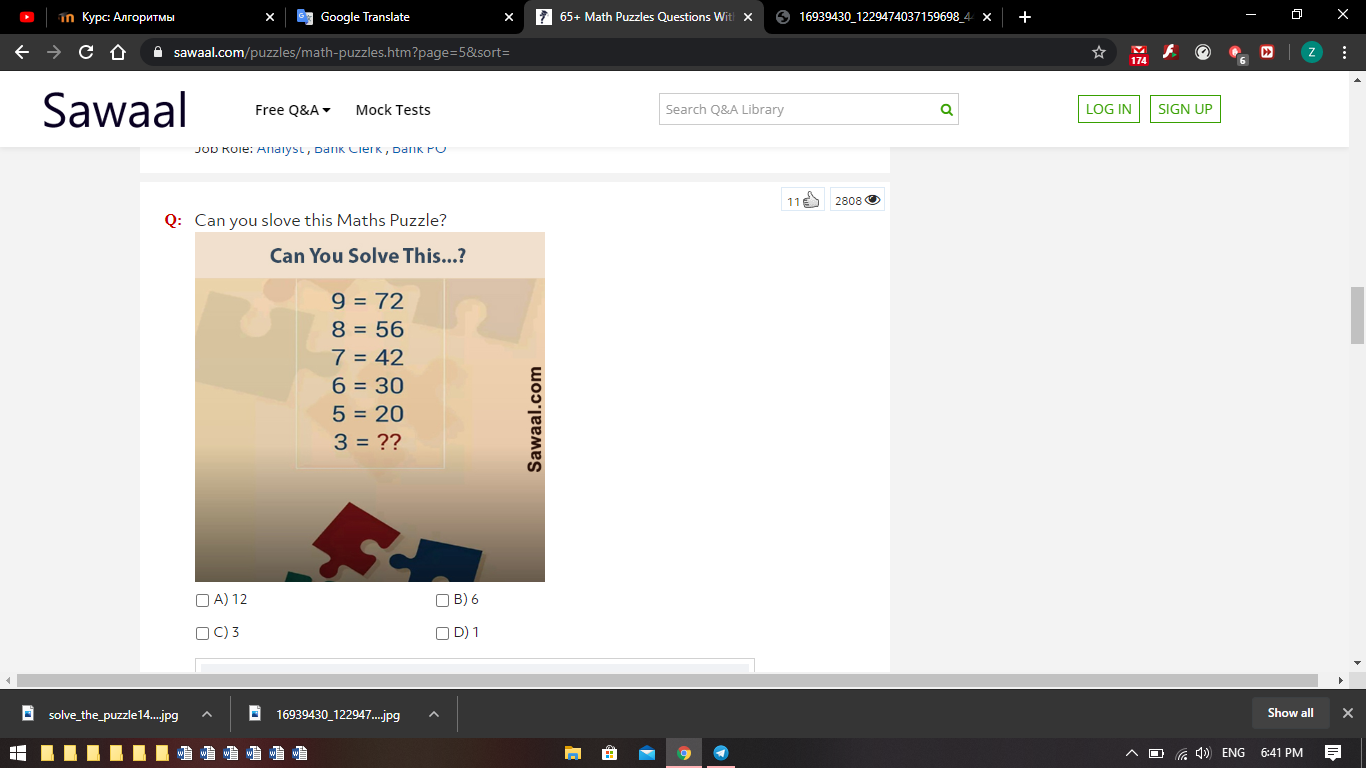 Курс: Алгоритмы
Google Translate
65+ Math Puzzles Questions Wit
16939430_1229474037159698_4
sawaal.com/puzzles/math-puzzles.htm?page=5&sort=
174
6
Z
Sawaal
Free Q&A
Mock Tests
Search Q&A Library
LOG IN
SIGN UP
Job Role: Analyst , Bank Clerk , Bank PO
11
2808
Q: Can you slove this Maths Puzzle?
Can You Solve This...?
9 = 72
8 = 56
7 = 42
6 = 30
5 = 20
3 = ??
Sawaal.com
A) 12
B) 6
C) 3
D) 1
solve_the_puzzle14....jpg
16939430_122947....jpg
Show all
ENG
6:41 PM